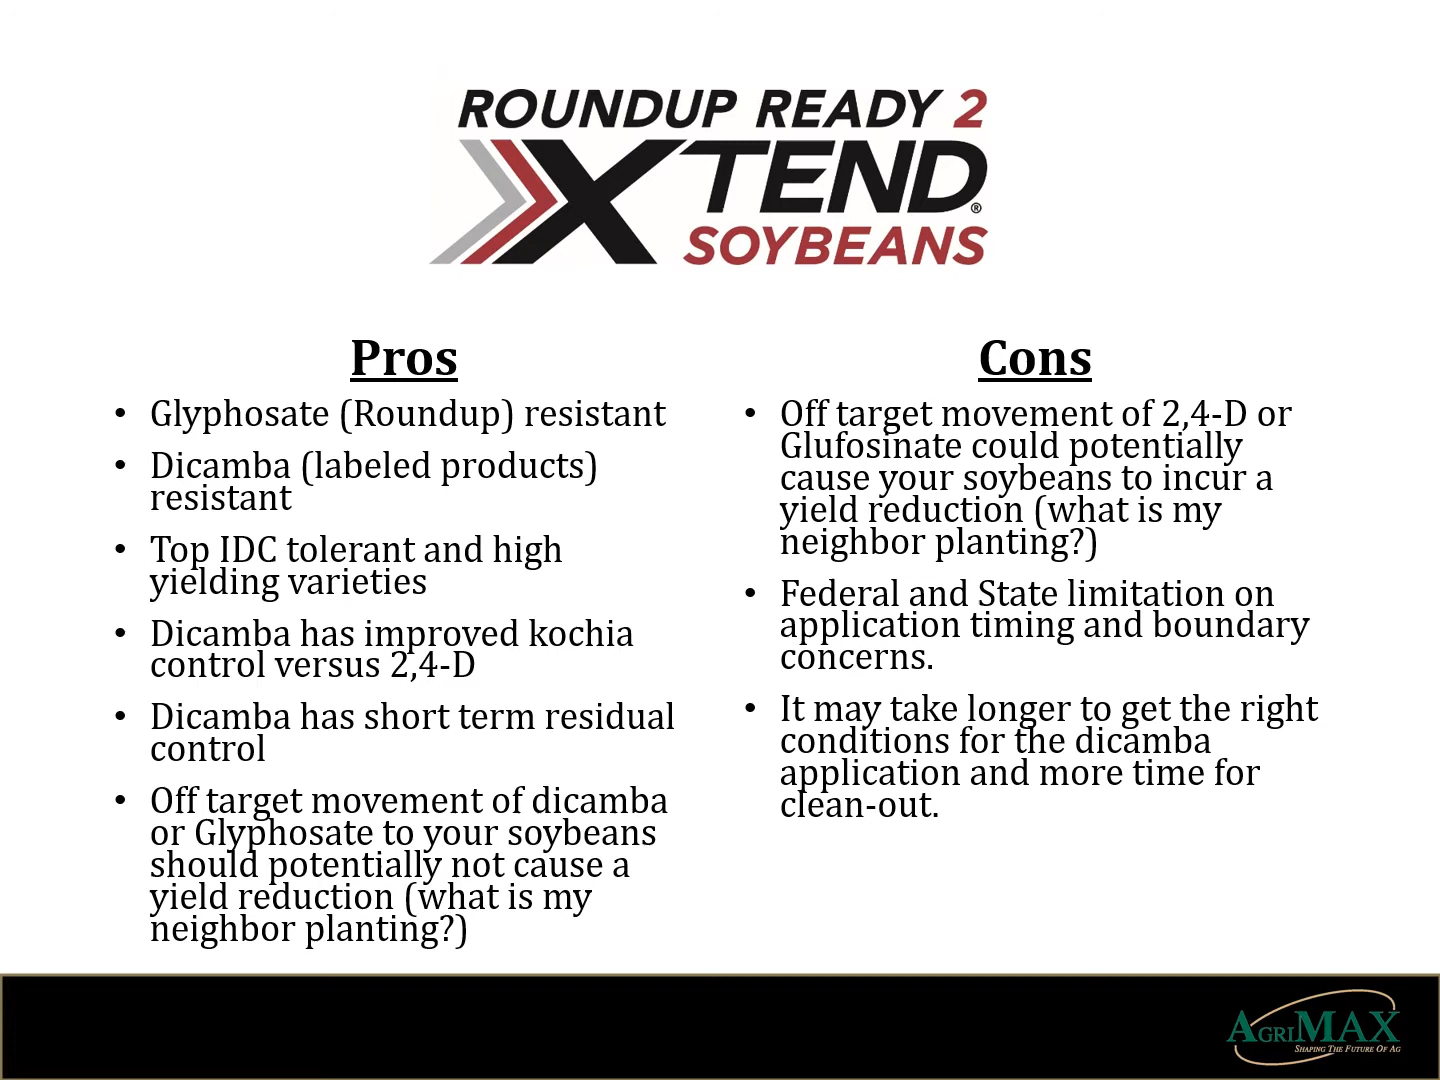 ROUNDUP READY 2
XTEND®
SOYBEANS
Pros
• Glyphosate (Roundup) resistant
• Dicamba (labeled products)
resistant
• Top IDC tolerant and high
yielding varieties
• Dicamba has improved kochia
control versus 2,4-D
• Dicamba has short term residual
control
• Off target movement of dicamba
or Glyphosate to your soybeans
should potentially not cause a
yield reduction (what is my
neighbor planting?)
Cons
• Off target movement of 2,4-D or
Glufosinate could potentially
cause your soybeans to incur a
yield reduction (what is my
neighbor planting?)
• Federal and State limitation on
application timing and boundary
concerns.
• It may take longer to get the right
conditions for the dicamba
application and more time for
clean-out.
AGRIMAX
SHAPING THE FUTURE OF AG